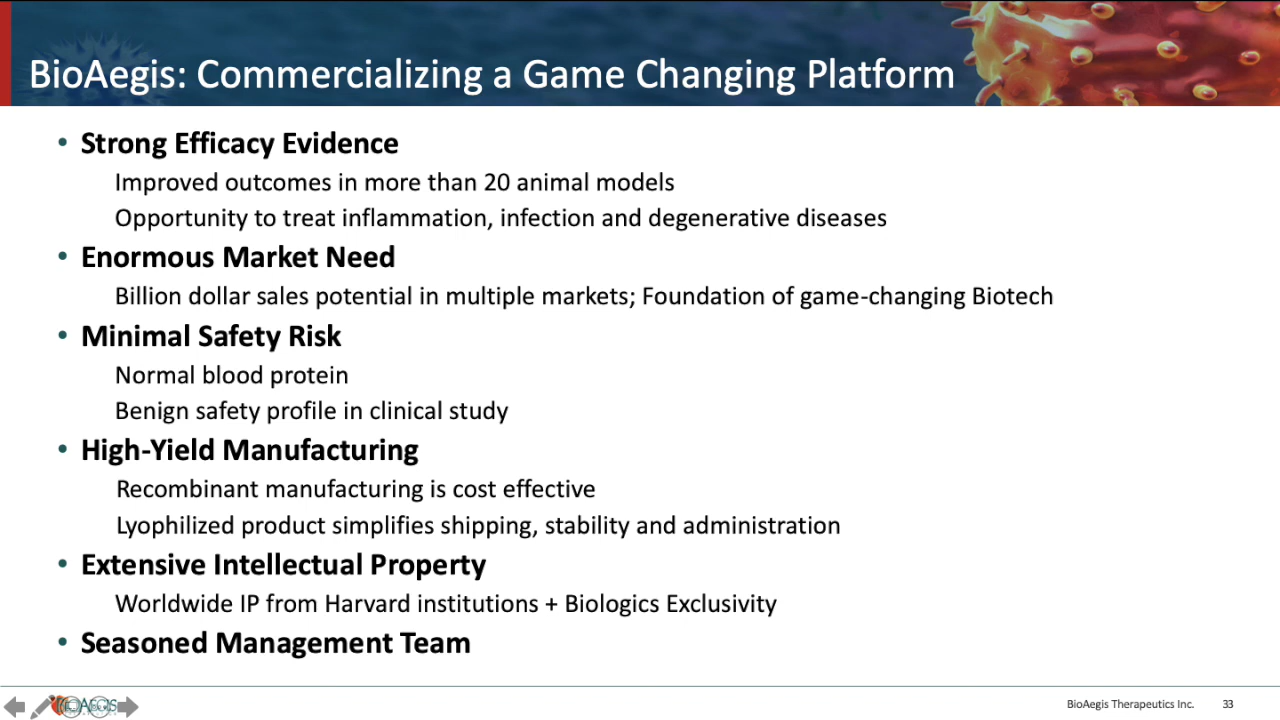 BioAegis: Commercializing a Game Changing Platform
• Strong Efficacy Evidence
Improved outcomes in more than 20 animal models
Opportunity to treat inflammation, infection and degenerative diseases
• Enormous Market Need
Billion dollar sales potential in multiple markets; Foundation of game-changing Biotech
• Minimal Safety Risk
Normal blood protein
Benign safety profile in clinical study
• High-Yield Manufacturing
Recombinant manufacturing is cost effective
Lyophilized product simplifies shipping, stability and administration
• Extensive Intellectual Property
Worldwide IP from Harvard institutions + Biologics Exclusivity
• Seasoned Management Team
BioAegis Therapeutics Inc. 33